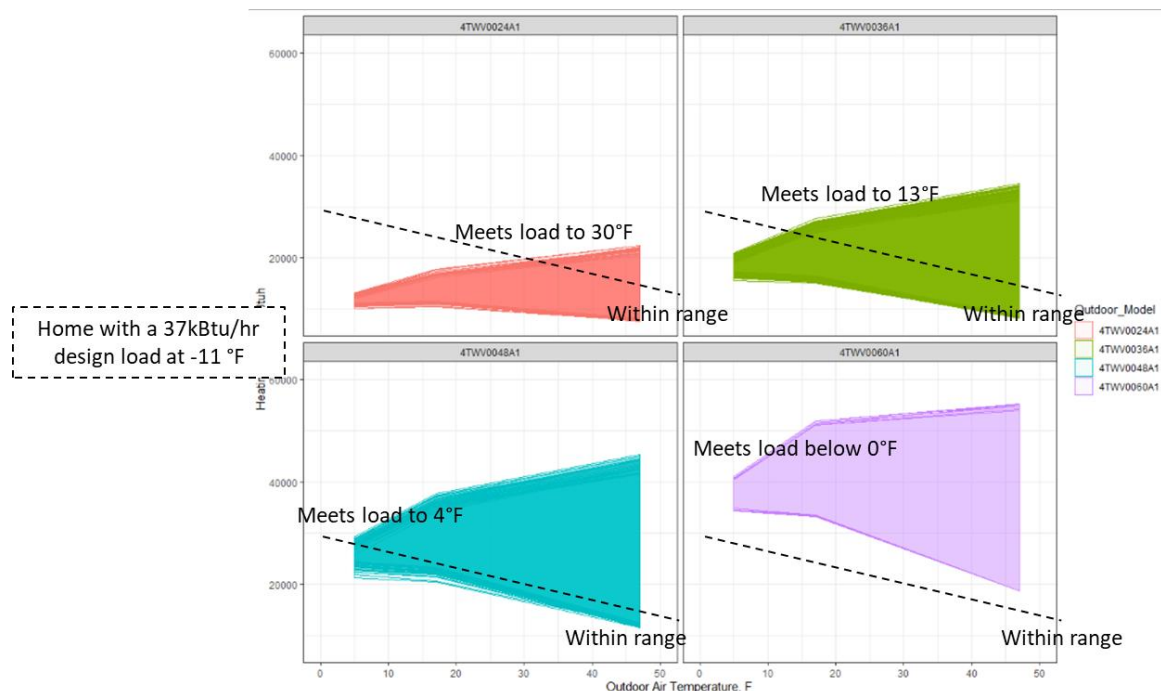 4TWV0024A1
4TWV0036A1
60000
40000
20000
Meets load to 30°F
Meets load to 13°F
Within range
Within range
Home with a 37kBtu/hr
design load at -11 °F
Outdoor_Model
4TWV0024A1
4TWV0036A1
4TWV0048A1
4TWV0060A1
4TWV0048A1
4TWV0060A1
60000
40000
20000
Meets load to 4°F
Meets load below 0°F
Within range
Within range
0 10 20 30 40 50
0 10 20 30 40 50
Outdoor Air Temperature, F